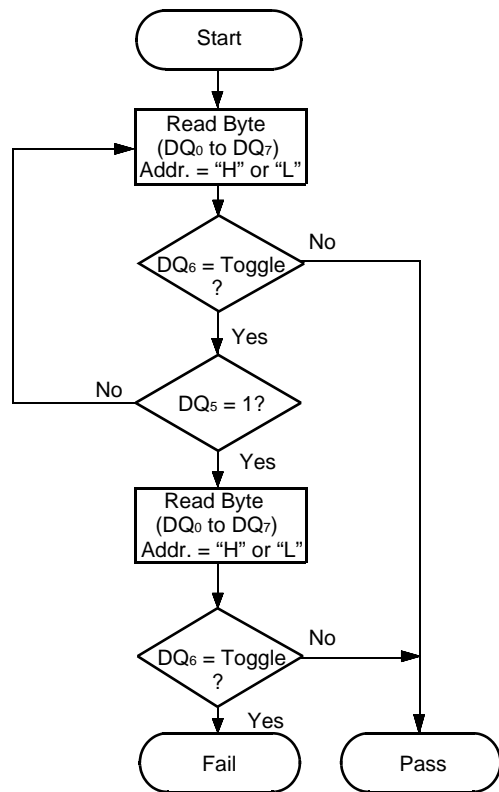 Start
Read Byte
(DQ0 to DQ7)
Addr. = “H” or “L”
No
DQ6 = Toggle
?
Yes
No
DQ5 = 1?
Yes
Read Byte
(DQ0 to DQ7)
Addr. = “H” or “L”
No
DQ6 = Toggle
?
Yes
Fail
Pass